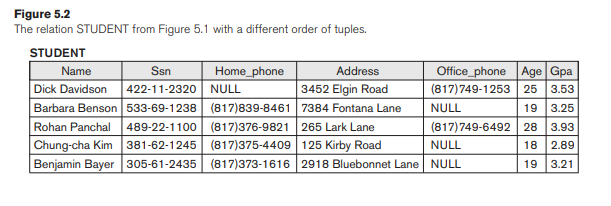 Figure 5.2
The relation STUDENT from Figure 5.1 with a different order of tuples.
STUDENT
Name Ssn Home_phone Address Office_phone Age Gpa
Dick Davidson 422-11-2320 NULL 3452 Elgin Road (817)749-1253 25 3.53
Barbara Benson 533-69-1238 (817)839-8461 7384 Fontana Lane NULL 19 3.25
Rohan Panchal 489-22-1100 (817)376-9821 265 Lark Lane (817)749-6492 28 3.93
Chung-cha Kim 381-62-1245 (817)375-4409 125 Kirby Road NULL 18 2.89
Benjamin Bayer 305-61-2435 (817)373-1616 2918 Bluebonnet Lane NULL 19 3.21